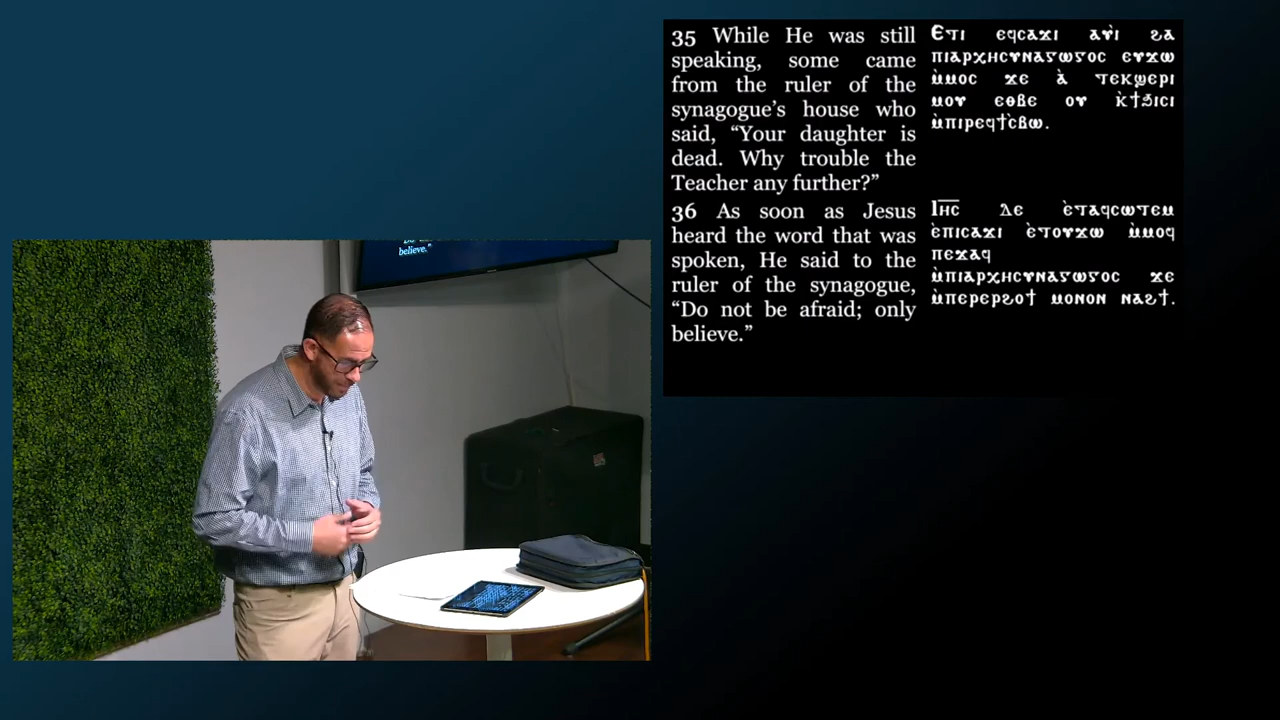 35 While He was still
speaking, some came
from the ruler of the
synagogue’s house who
said, “Your daughter is
dead. Why trouble the
Teacher any further?”
Ⲉⲧⲓ ⲉϥⲥⲁϫⲓ ⲁⲩⲓ̀ ϩⲁ
ⲡⲓⲁⲣⲭⲏⲥⲩⲛⲁⲅⲱⲅⲟⲥ ⲉⲩϫⲱ
ⲙ̀ⲙⲟⲥ ϫⲉ ⲁ̀ ⲧⲉⲕϣⲉⲣⲓ
ⲙⲟⲩ ⲉⲑⲃⲉ ⲟⲩ ⲕ̀ϯϧⲓⲥⲓ
ⲙ̀ⲡⲓⲣⲉϥϯⲥ̀ⲃⲱ.
36 As soon as Jesus
heard the word that was
spoken, He said to the
ruler of the synagogue,
“Do not be afraid; only
believe.”
Ⲓⲏ̅ⲥ̅ ⲇⲉ ⲉ̀ⲧⲁϥⲥⲱⲧⲉⲙ
ⲉ̀ⲡⲓⲥⲁϫⲓ ⲉ̀ⲧⲟⲩϫⲱ ⲙ̀ⲙⲟϥ
ⲡⲉϫⲁϥ
ⲙ̀ⲡⲓⲁⲣⲭⲏⲥⲩⲛⲁⲅⲱⲅⲟⲥ ϫⲉ
ⲙ̀ⲡⲉⲣⲉⲣϩⲟϯ ⲙⲟⲛⲟⲛ ⲛⲁϩϯ.
believe.”